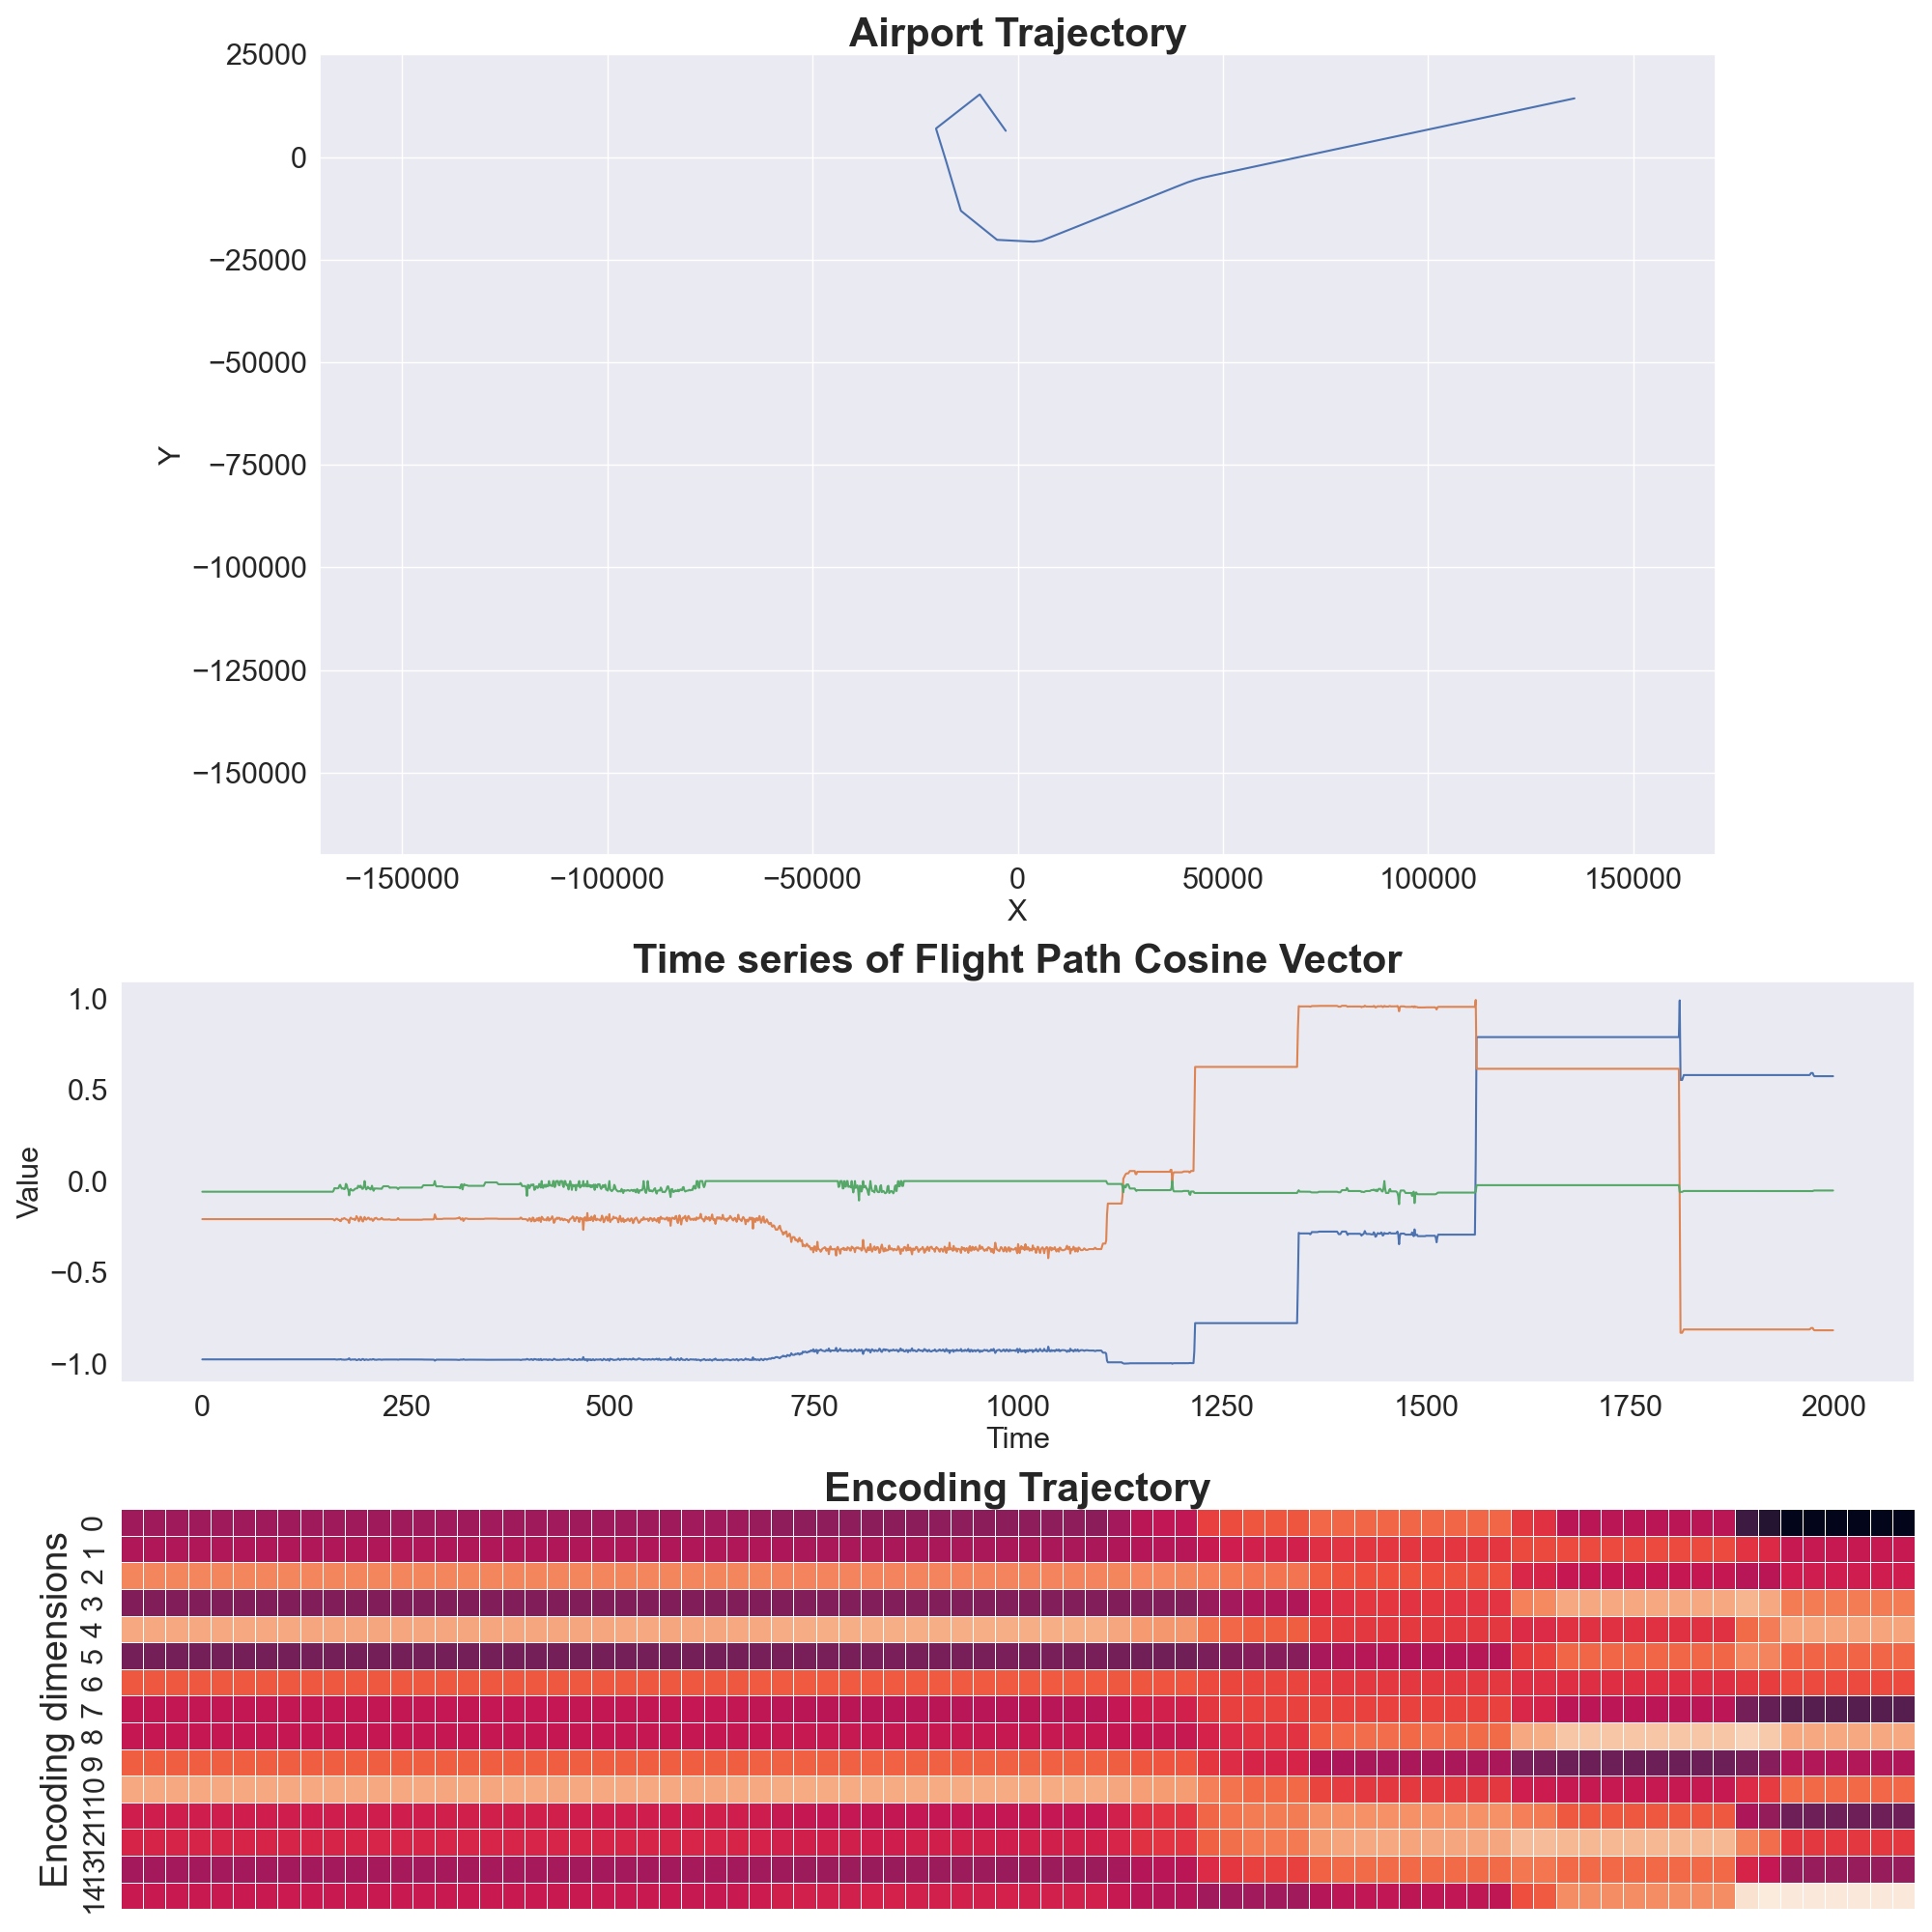 Airport Trajectory
25000
0
−25000
−50000
−75000
−100000
−125000
−150000
Y
−150000 −100000 −50000 0 50000 100000 150000
X
Time series of Flight Path Cosine Vector
1.0
0.5
0.0
−0.5
−1.0
Value
0 250 500 750 1000 1250 1500 1750 2000
Time
Encoding Trajectory
Encoding dimensions
0
1
2
3
4
5
6
7
8
9
10
11
12
13
14